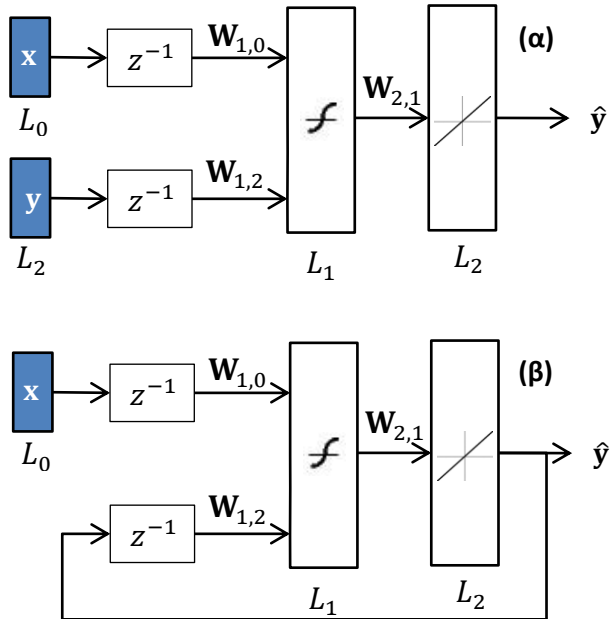 W₁,₀ (α)
x z⁻¹
W₂,₁
L₀ ŷ
W₁,₂
y z⁻¹
L₂ L₁ L₂
W₁,₀ (β)
x z⁻¹
W₂,₁
L₀ ŷ
W₁,₂
z⁻¹
L₁ L₂